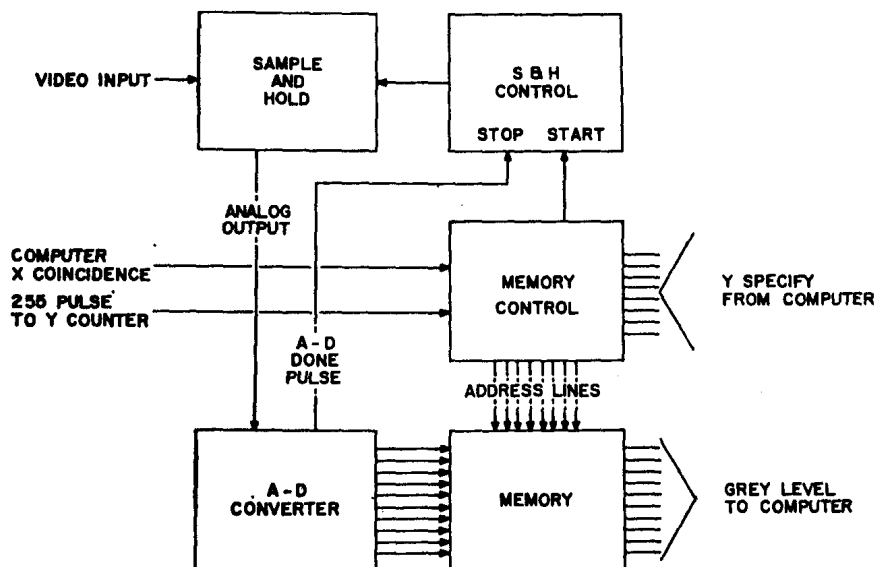 SAMPLE
AND
HOLD
S & H
CONTROL
STOP START
VIDEO INPUT
ANALOG
OUTPUT
COMPUTER
X COINCIDENCE
255 PULSE
TO Y COUNTER
MEMORY
CONTROL
Y SPECIFY
FROM COMPUTER
A-D
DONE
PULSE
ADDRESS LINES
A-D
CONVERTER
MEMORY
GREY LEVEL
TO COMPUTER